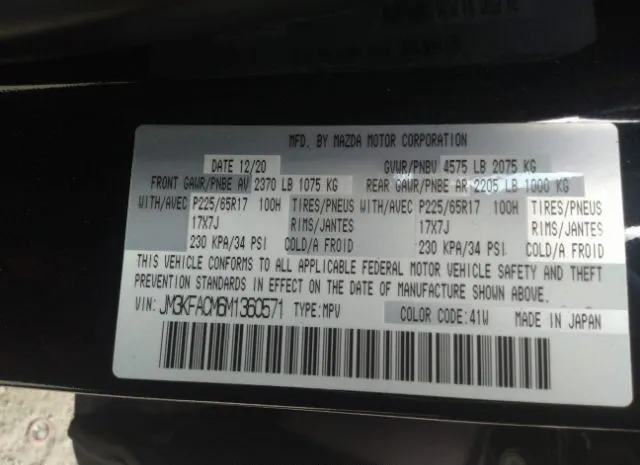 MFD. BY MAZDA MOTOR CORPORATION
DATE 12/20 GVWR/PNBV 4575 LB 2075 KG
FRONT GAWR/PNBE AV 2370 LB 1075 KG REAR GAWR/PNBE AR 2205 LB 1000 KG
WITH/AVEC P225/65R17 100H TIRES/PNEUS WITH/AVEC P225/65R17 100H TIRES/PNEUS
17X7J RIMS/JANTES 17X7J RIMS/JANTES
230 KPA/34 PSI COLD/A FROID 230 KPA/34 PSI COLD/A FROID
THIS VEHICLE CONFORMS TO ALL APPLICABLE FEDERAL MOTOR VEHICLE SAFETY AND THEFT
PREVENTION STANDARDS IN EFFECT ON THE DATE OF MANUFACTURE SHOWN ABOVE.
VIN: JM3KFACM6M1360571 TYPE:MPV COLOR CODE:41W MADE IN JAPAN